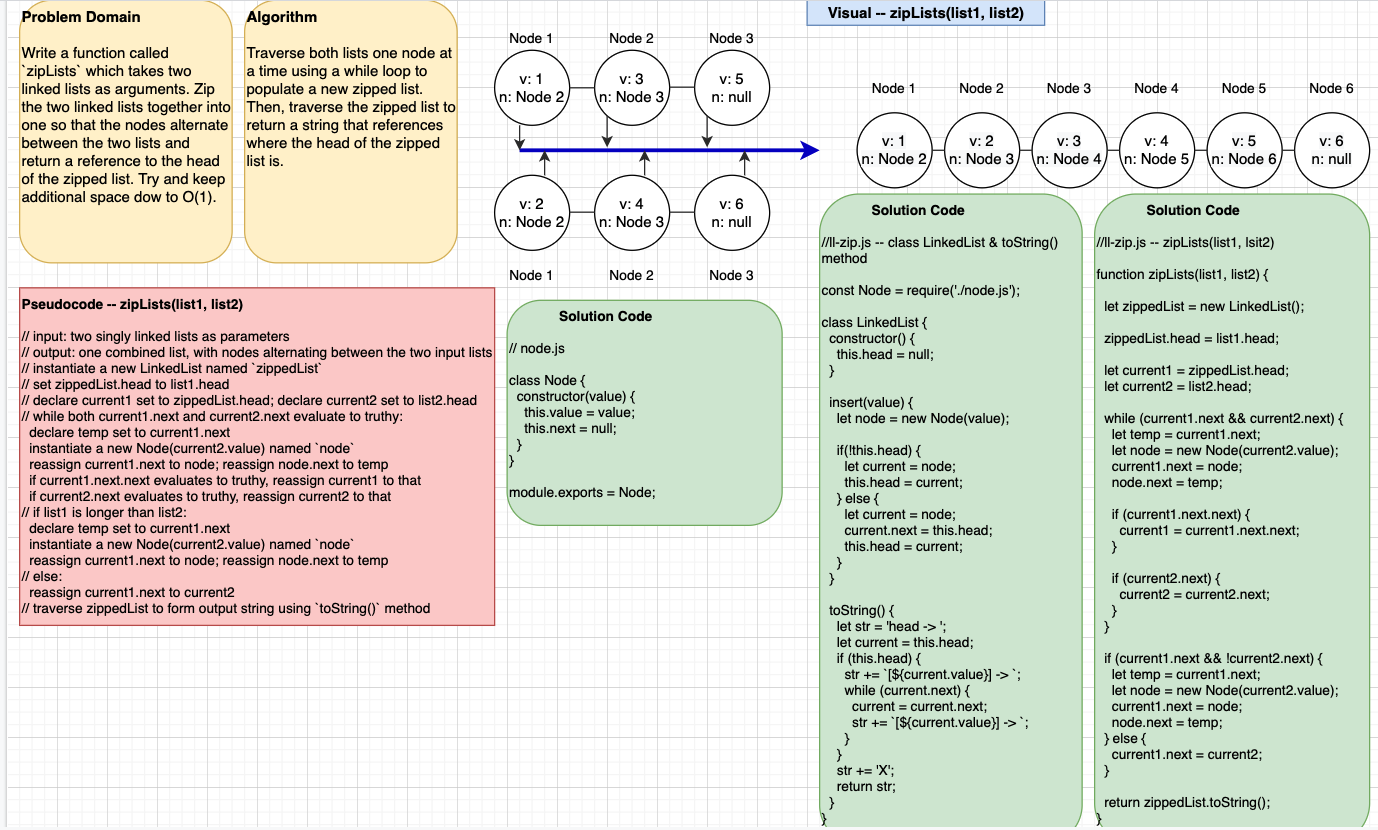 Problem Domain
Write a function called
`zipLists` which takes two
linked lists as arguments. Zip
the two linked lists together into
one so that the nodes alternate
between the two lists and
return a reference to the head
of the zipped list. Try and keep
additional space dow to O(1).
Algorithm
Traverse both lists one node at
a time using a while loop to
populate a new zipped list.
Then, traverse the zipped list to
return a string that references
where the head of the zipped
list is.
Visual -- zipLists(list1, list2)
Node 1
Node 2
Node 3
v: 1
n: Node 2
v: 3
n: Node 3
v: 5
n: null
v: 2
n: Node 2
v: 4
n: Node 3
v: 6
n: null
Node 1
Node 2
Node 3
Node 1
Node 2
Node 3
Node 4
Node 5
Node 6
v: 1
n: Node 2
v: 2
n: Node 3
v: 3
n: Node 4
v: 4
n: Node 5
v: 5
n: Node 6
v: 6
n: null
Pseudocode -- zipLists(list1, list2)
// input: two singly linked lists as parameters
// output: one combined list, with nodes alternating between the two input lists
// instantiate a new LinkedList named `zippedList`
// set zippedList.head to list1.head
// declare current1 set to zippedList.head; declare current2 set to list2.head
// while both current1.next and current2.next evaluate to truthy:
declare temp set to current1.next
instantiate a new Node(current2.value) named `node`
reassign current1.next to node; reassign node.next to temp
if current1.next.next evaluates to truthy, reassign current1 to that
if current2.next evaluates to truthy, reassign current2 to that
// if list1 is longer than list2:
declare temp set to current1.next
instantiate a new Node(current2.value) named `node`
reassign current1.next to node; reassign node.next to temp
// else:
reassign current1.next to current2
// traverse zippedList to form output string using `toString()` method
Solution Code
// node.js
class Node {
constructor(value) {
this.value = value;
this.next = null;
}
}
module.exports = Node;
Solution Code
//ll-zip.js -- class LinkedList & toString()
method
const Node = require('./node.js');
class LinkedList {
constructor() {
this.head = null;
}
insert(value) {
let node = new Node(value);
if(!this.head) {
let current = node;
this.head = current;
} else {
let current = node;
current.next = this.head;
this.head = current;
}
}
toString() {
let str = 'head -> ';
let current = this.head;
if (this.head) {
str += `[${current.value}] -> `;
while (current.next) {
current = current.next;
str += `[${current.value}] -> `;
}
}
str += 'X';
return str;
}
}
Solution Code
//ll-zip.js -- zipLists(list1, lsit2)
function zipLists(list1, list2) {
let zippedList = new LinkedList();
zippedList.head = list1.head;
let current1 = zippedList.head;
let current2 = list2.head;
while (current1.next && current2.next) {
let temp = current1.next;
let node = new Node(current2.value);
current1.next = node;
node.next = temp;
if (current1.next.next) {
current1 = current1.next.next;
}
if (current2.next) {
current2 = current2.next;
}
}
if (current1.next && !current2.next) {
let temp = current1.next;
let node = new Node(current2.value);
current1.next = node;
node.next = temp;
} else {
current1.next = current2;
}
return zippedList.toString();
}